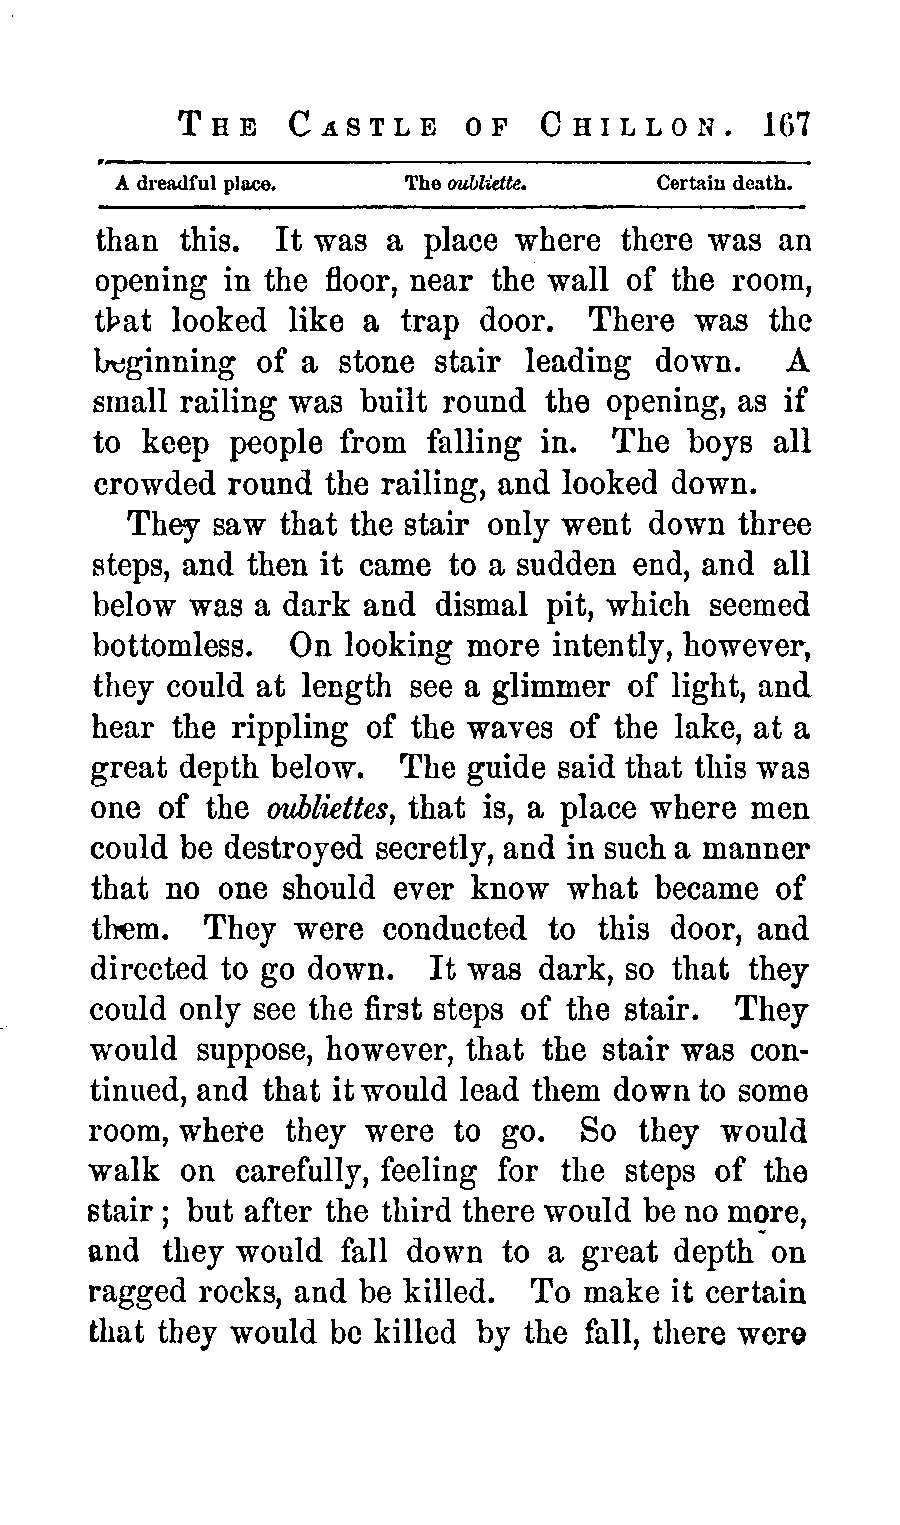 THE CASTLE OF CHILLON. 167
A dreadful place. The oubliette. Certain death.
than this. It was a place where there was an
opening in the floor, near the wall of the room,
that looked like a trap door. There was the
beginning of a stone stair leading down. A
small railing was built round the opening, as if
to keep people from falling in. The boys all
crowded round the railing, and looked down.
They saw that the stair only went down three
steps, and then it came to a sudden end, and all
below was a dark and dismal pit, which seemed
bottomless. On looking more intently, however,
they could at length see a glimmer of light, and
hear the rippling of the waves of the lake, at a
great depth below. The guide said that this was
one of the oubliettes, that is, a place where men
could be destroyed secretly, and in such a manner
that no one should ever know what became of
them. They were conducted to this door, and
directed to go down. It was dark, so that they
could only see the first steps of the stair. They
would suppose, however, that the stair was con-
tinued, and that it would lead them down to some
room, where they were to go. So they would
walk on carefully, feeling for the steps of the
stair; but after the third there would be no more,
and they would fall down to a great depth on
ragged rocks, and be killed. To make it certain
that they would be killed by the fall, there were